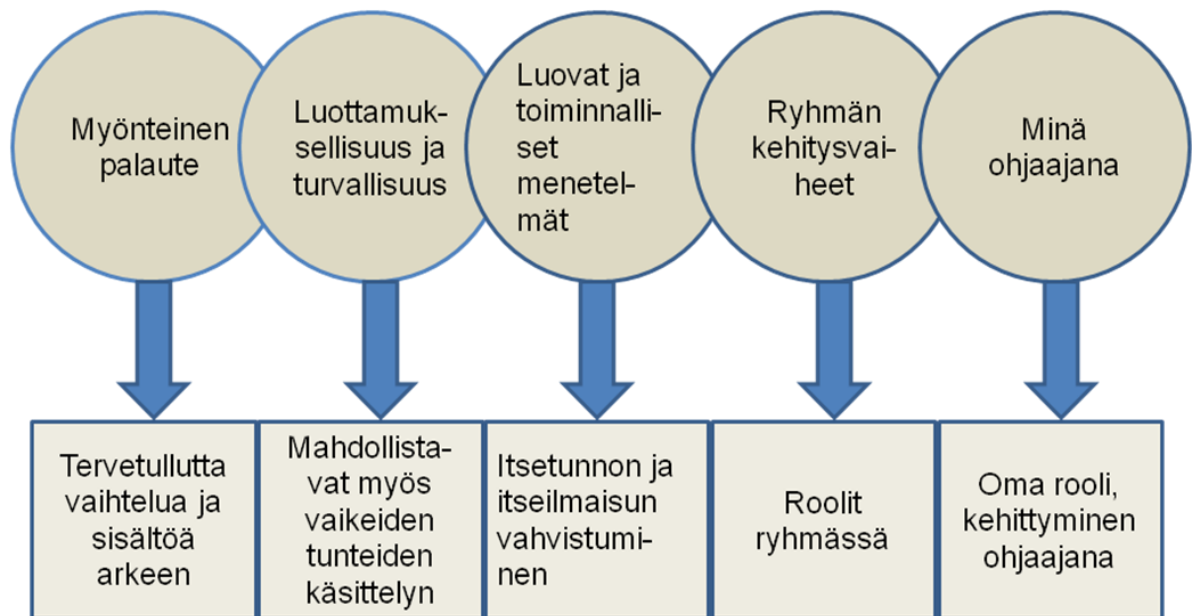 Myönteinen
palaute
Luottamuk-
sellisuus ja
turvallisuus
Luovat ja
toiminnalli-
set
menetel-
mät
Ryhmän
kehitysvai-
heet
Minä
ohjaajana
Tervetullutta
vaihtelua ja
sisältöä
arkeen
Mahdollista-
vat myös
vaikeiden
tunteiden
käsittelyn
Itsetunnon ja
itseilmaisun
vahvistumi-
nen
Roolit
ryhmässä
Oma rooli,
kehittyminen
ohjaajana